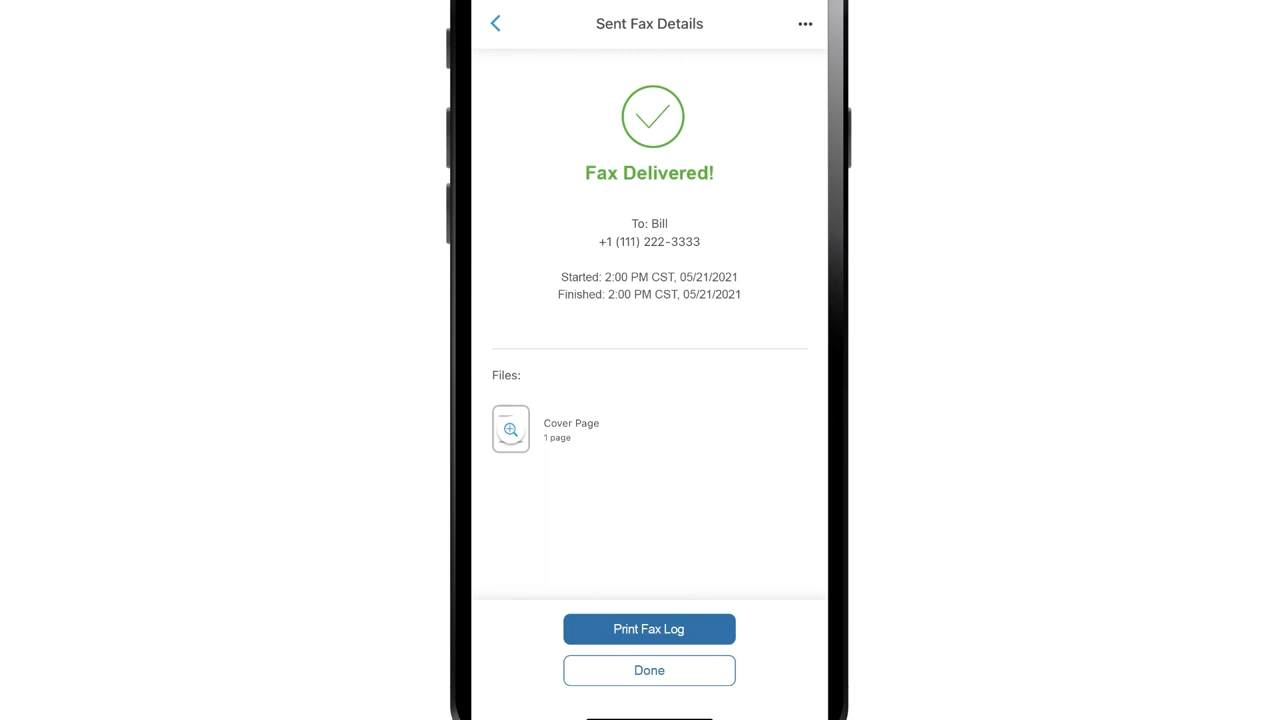 Sent Fax Details
Fax Delivered!
To: Bill
+1 (111) 222-3333
Started: 2:00 PM CST, 05/21/2021
Finished: 2:00 PM CST, 05/21/2021
Files:
Cover Page
1 page
Print Fax Log
Done